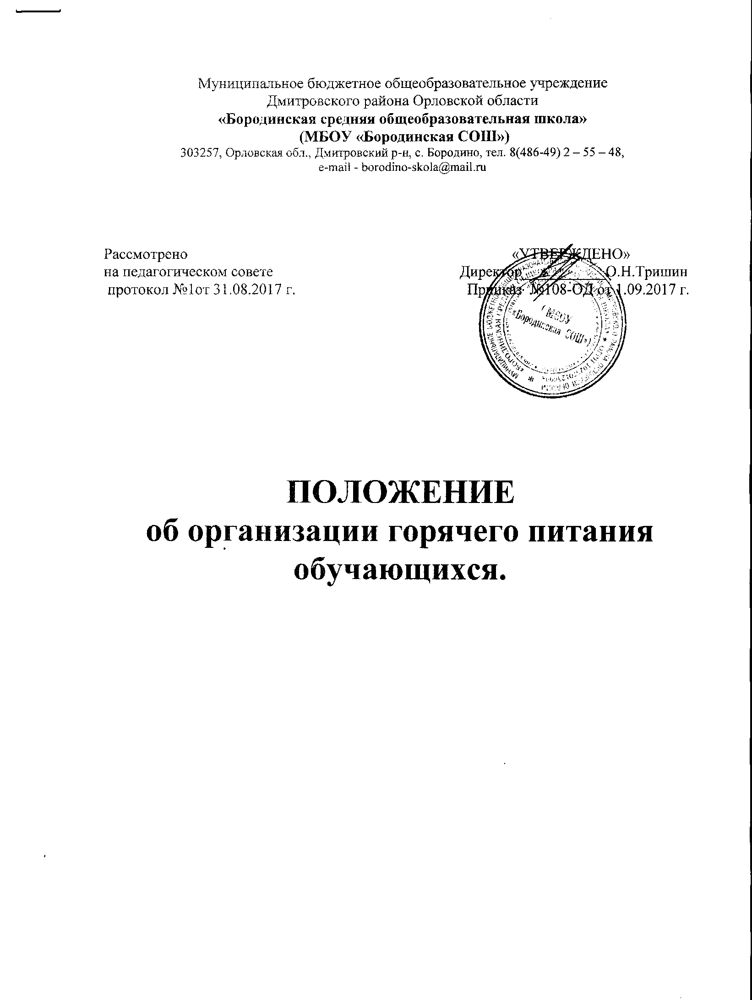 Муниципальное бюджетное общеобразовательное учреждение
Дмитровского района Орловской области
«Бородинская средняя общеобразовательная школа»
(МБОУ «Бородинская СОШ»)
303257, Орловская обл., Дмитровский р-н, с. Бородино, тел. 8(486-49) 2 – 55 – 48,
e-mail - borodino-skola@mail.ru
Рассмотрено
на педагогическом совете
протокол №1от 31.08.2017 г.
«УТВЕРЖДЕНО»
Директор О.Н.Тришин
Приказ №108-ОД от 1.09.2017 г.
(МБОУ
«Бородинская СОШ»)
ПОЛОЖЕНИЕ
об организации горячего питания
обучающихся.